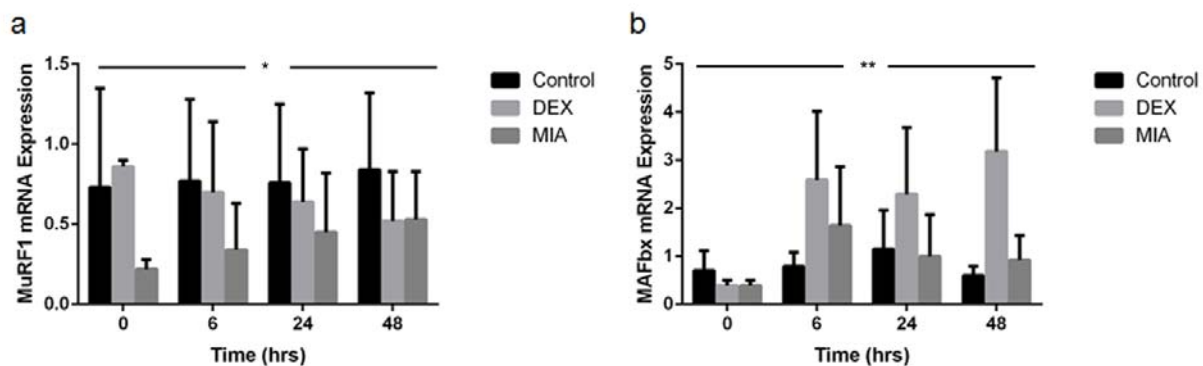 a
MuRF1 mRNA Expression
1.5
1.0
0.5
0.0
*
0
6
24
48
Time (hrs)
Control
DEX
MIA
b
MAFbx mRNA Expression
5
4
3
2
1
0
**
0
6
24
48
Time (hrs)
Control
DEX
MIA